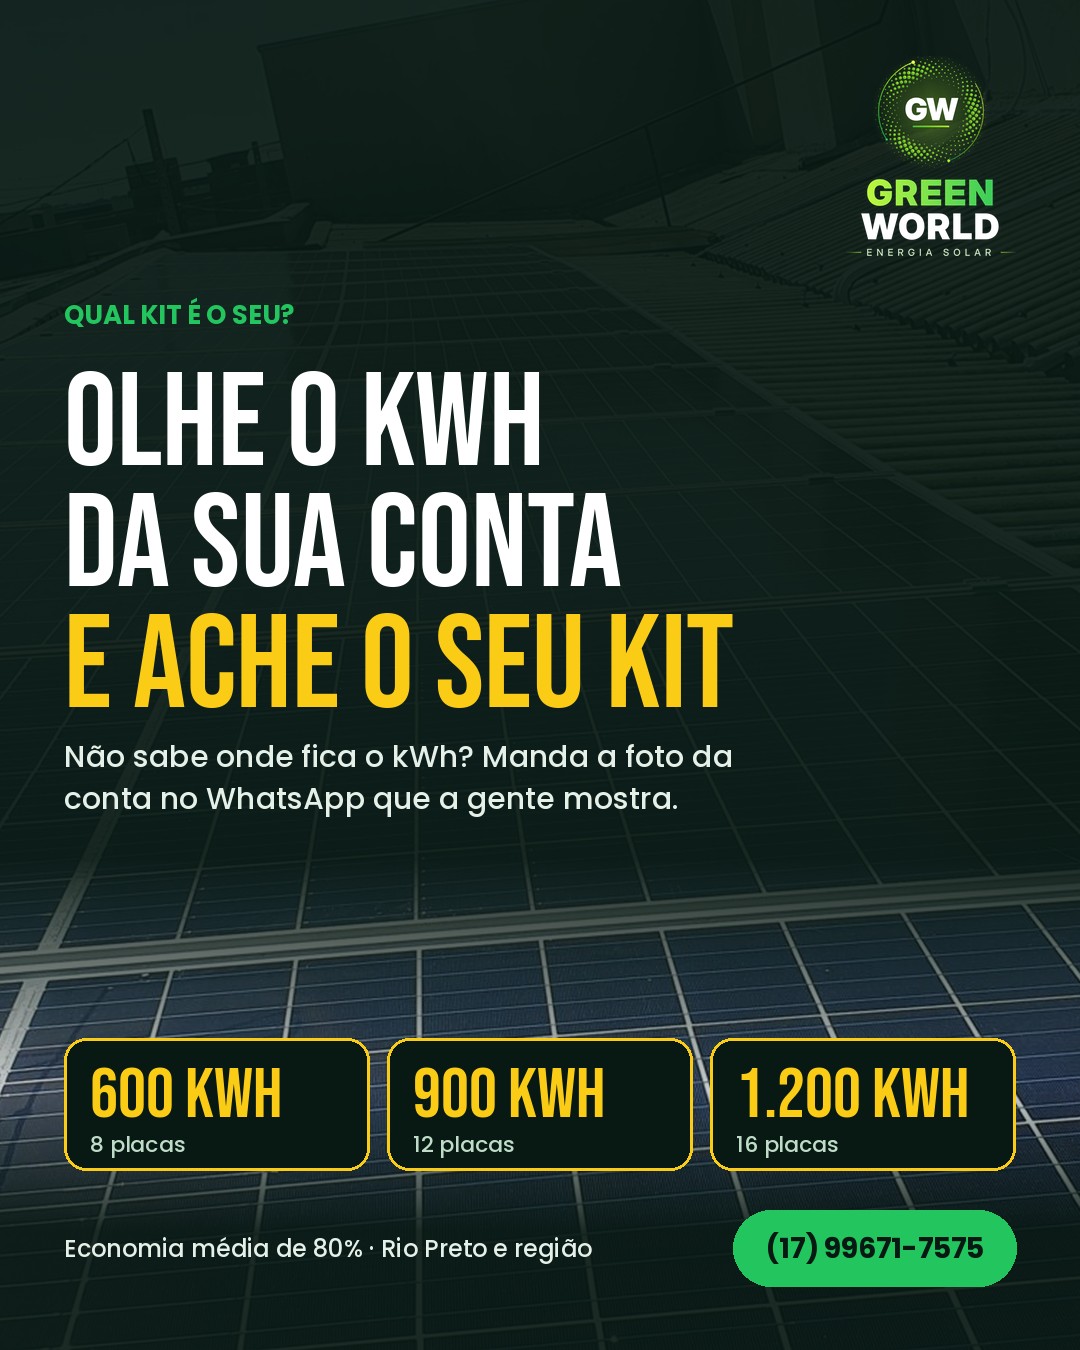 GW
GREEN
WORLD
ENERGIA SOLAR
QUAL KIT É O SEU?
OLHE O KWH
DA SUA CONTA
E ACHE O SEU KIT
Não sabe onde fica o kWh? Manda a foto da
conta no WhatsApp que a gente mostra.
600 KWH
8 placas
900 KWH
12 placas
1.200 KWH
16 placas
Economia média de 80% · Rio Preto e região
(17) 99671-7575